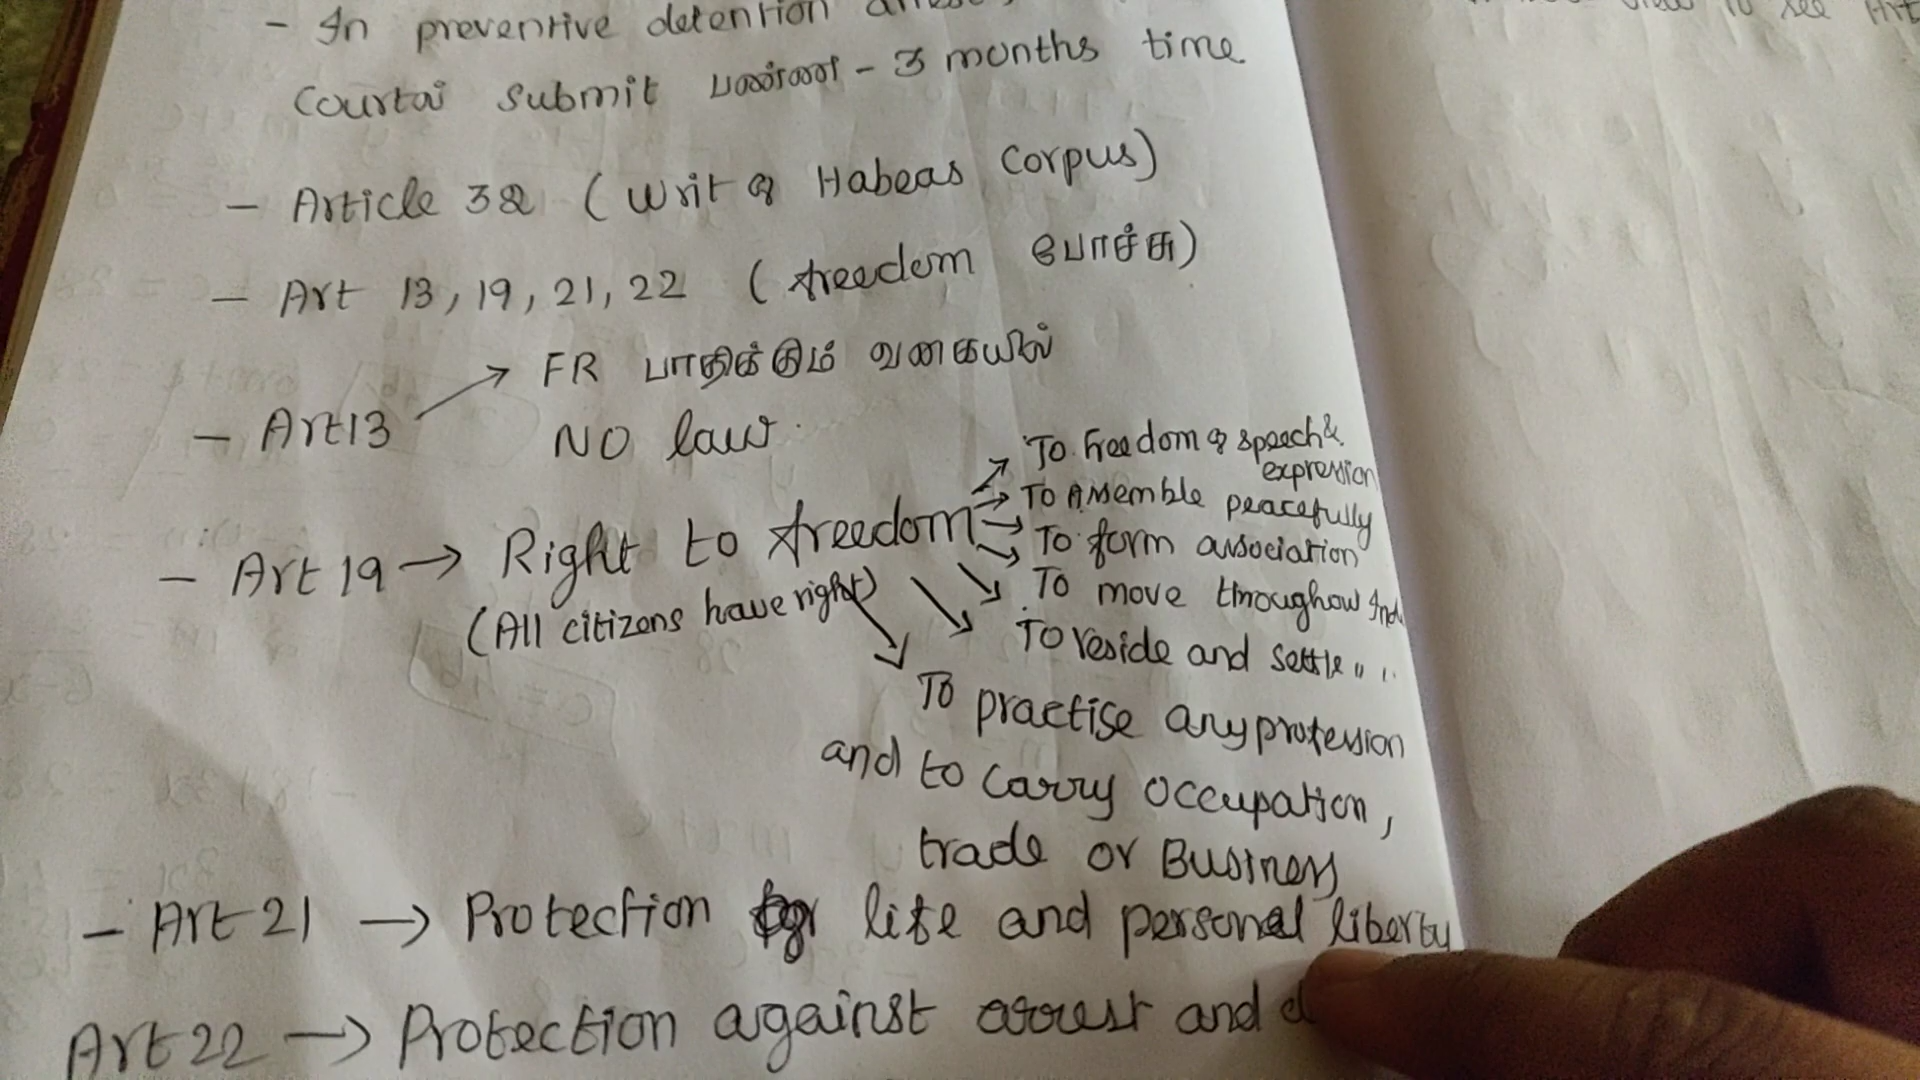 - In preventive detention
Courtai submit பண்ண - 3 months time
- Article 32 (Writ of Habeas Corpus)
- Art 13, 19, 21, 22 (freedom போச்சு)
- Art13 → FR பாதிக்கும் வகையில்
NO law.
- Art 19 → Right to freedom
(All citizens have right)
→ To freedom of speech &
expression
→ To Assemble peacefully
→ To form association
→ To move throughout Ind
→ To reside and settle " "
→ To practise any profession
and to carry occupation,
trade or Business
- Art 21 → Protection of life and personal liberty
Art 22 → Protection against arrest and d